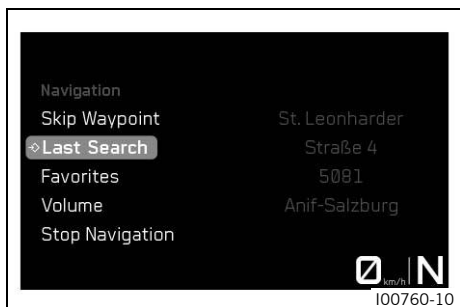 Navigation
Skip Waypoint
Last Search
Favorites
Volume
Stop Navigation
St. Leonharder
Straße 4
5081
Anif-Salzburg
0 km/h N
I00760-10